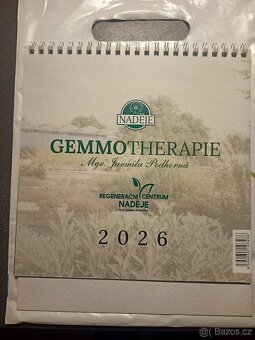 NADĚJE
GEMMOTHERAPIE
Mgr. Jarmila Podhorná
REGENERAČNÍ CENTRUM
NADĚJE
2026
Bazos.cz